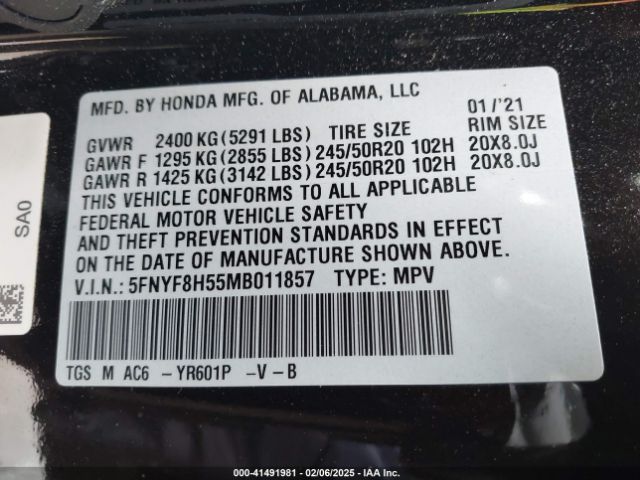 MFD. BY HONDA MFG. OF ALABAMA, LLC 01/'21
GVWR 2400 KG (5291 LBS) TIRE SIZE RIM SIZE
GAWR F 1295 KG (2855 LBS) 245/50R20 102H 20X8.0J
GAWR R 1425 KG (3142 LBS) 245/50R20 102H 20X8.0J
THIS VEHICLE CONFORMS TO ALL APPLICABLE
FEDERAL MOTOR VEHICLE SAFETY
AND THEFT PREVENTION STANDARDS IN EFFECT
ON THE DATE OF MANUFACTURE SHOWN ABOVE.
V.I.N.: 5FNYF8H55MB011857 TYPE: MPV
TGS M AC6 -YR601P -V-B
SA0
000-41491981 - 02/06/2025 - IAA Inc.